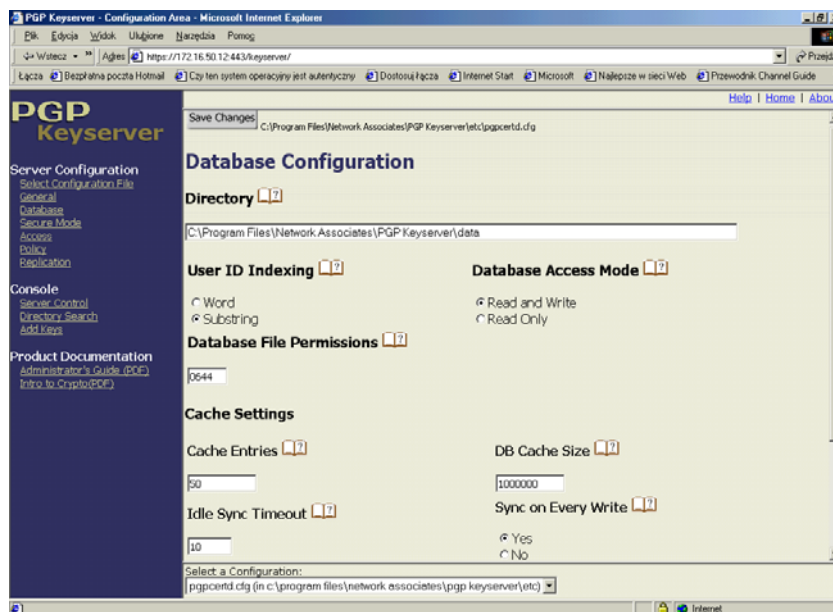 PGP Keyserver - Configuration Area - Microsoft Internet Explorer
Plik Edycja Widok Ulubione Narzędzia Pomoc
Wstecz » Adres https://172.16.50.12:443/keyserver/ Przejdź
Łącza Bezpłatna poczta Hotmail Czy ten system operacyjny jest autentyczny Dostosuj łącza Internet Start Microsoft Najlepsze w sieci Web Przewodnik Channel Guide
Help | Home | Abou
PGP
Keyserver
Save Changes C:\Program Files\Network Associates\PGP Keyserver\etc\pgpcertd.cfg
Database Configuration
Server Configuration
Select Configuration File
General
Database
Secure Mode
Access
Policy
Replication
Console
Server Control
Directory Search
Add Keys
Product Documentation
Administrator's Guide (PDF)
Intro to Crypto(PDF)
Directory
C:\Program Files\Network Associates\PGP Keyserver\data
User ID Indexing Database Access Mode
Word Read and Write
Substring Read Only
Database File Permissions
0644
Cache Settings
Cache Entries DB Cache Size
50 1000000
Idle Sync Timeout Sync on Every Write
10 Yes
No
Select a Configuration:
pgpcertd.cfg (in c:\program files\network associates\pgp keyserver\etc)
Internet